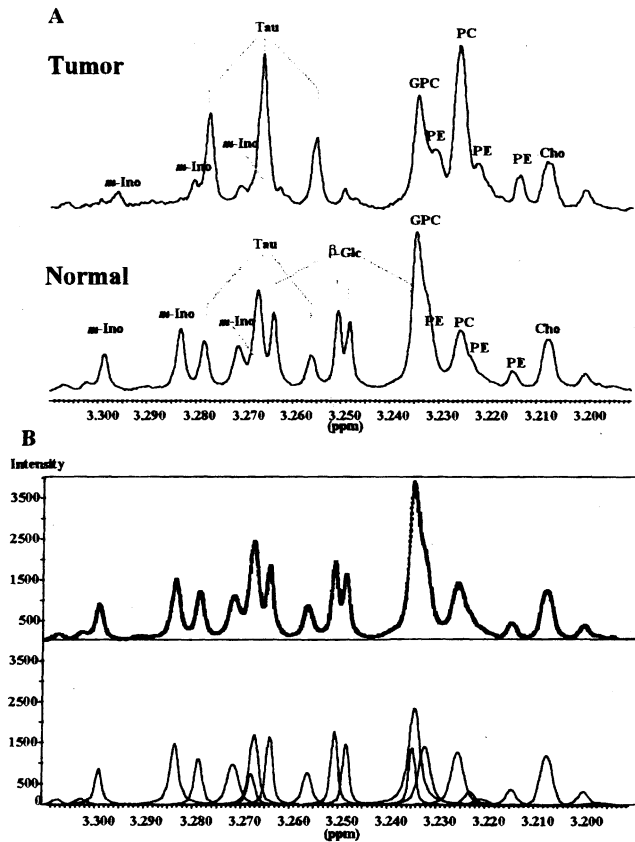 A
Tau
PC
Tumor
GPC
PE
m-Ino
PE
PE
Cho
m-Ino
m-Ino
GPC
Normal
Tau
β-Glc
m-Ino
m-Ino
m-Ino
PE
PC
PE
PE
Cho
3.300 3.290 3.280 3.270 3.260 3.250 3.240 3.230 3.220 3.210 3.200
(ppm)
B
Intensity
3500
2500
1500
500
3500
2500
1500
500
0
3.300 3.290 3.280 3.270 3.260 3.250 3.240 3.230 3.220 3.210 3.200
(ppm)